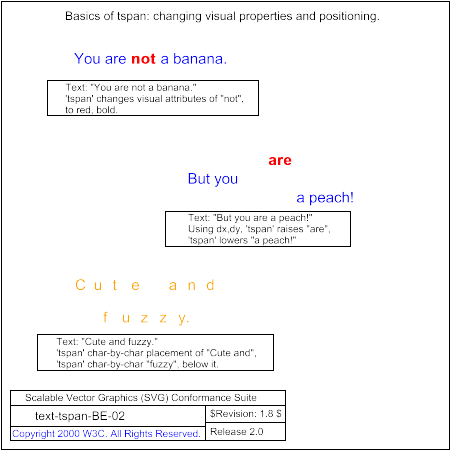 Basics of tspan: changing visual properties and positioning.
You are not a banana.
Text: "You are not a banana."
'tspan' changes visual attributes of "not",
to red, bold.
are
But you
a peach!
Text: "But you are a peach!"
Using dx,dy, 'tspan' raises "are",
'tspan' lowers "a peach!"
Cute and
fuzzy.
Text: "Cute and fuzzy."
'tspan' char-by-char placement of "Cute and",
'tspan' char-by-char "fuzzy", below it.
Scalable Vector Graphics (SVG) Conformance Suite
text-tspan-BE-02
$Revision: 1.8 $
Copyright 2000 W3C. All Rights Reserved.
Release 2.0